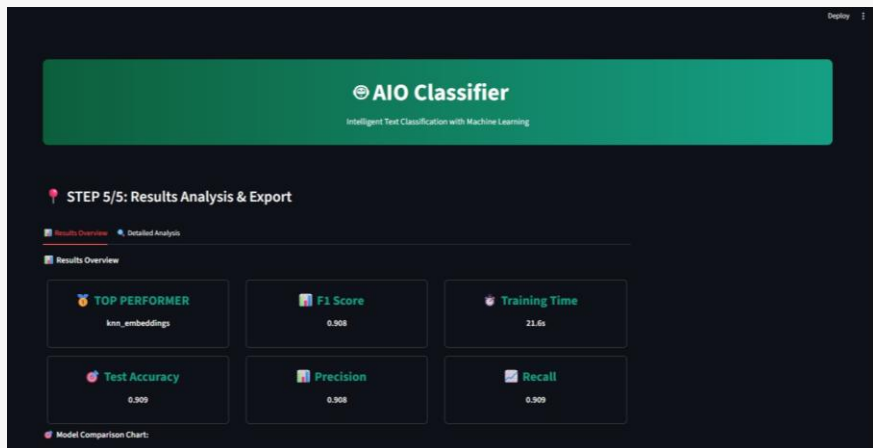 Deploy
AIO Classifier
Intelligent Text Classification with Machine Learning
STEP 5/5: Results Analysis & Export
Results Overview
Detailed Analysis
Results Overview
TOP PERFORMER
knn_embeddings
F1 Score
0.908
Training Time
21.6s
Test Accuracy
0.909
Precision
0.908
Recall
0.909
Model Comparison Chart: